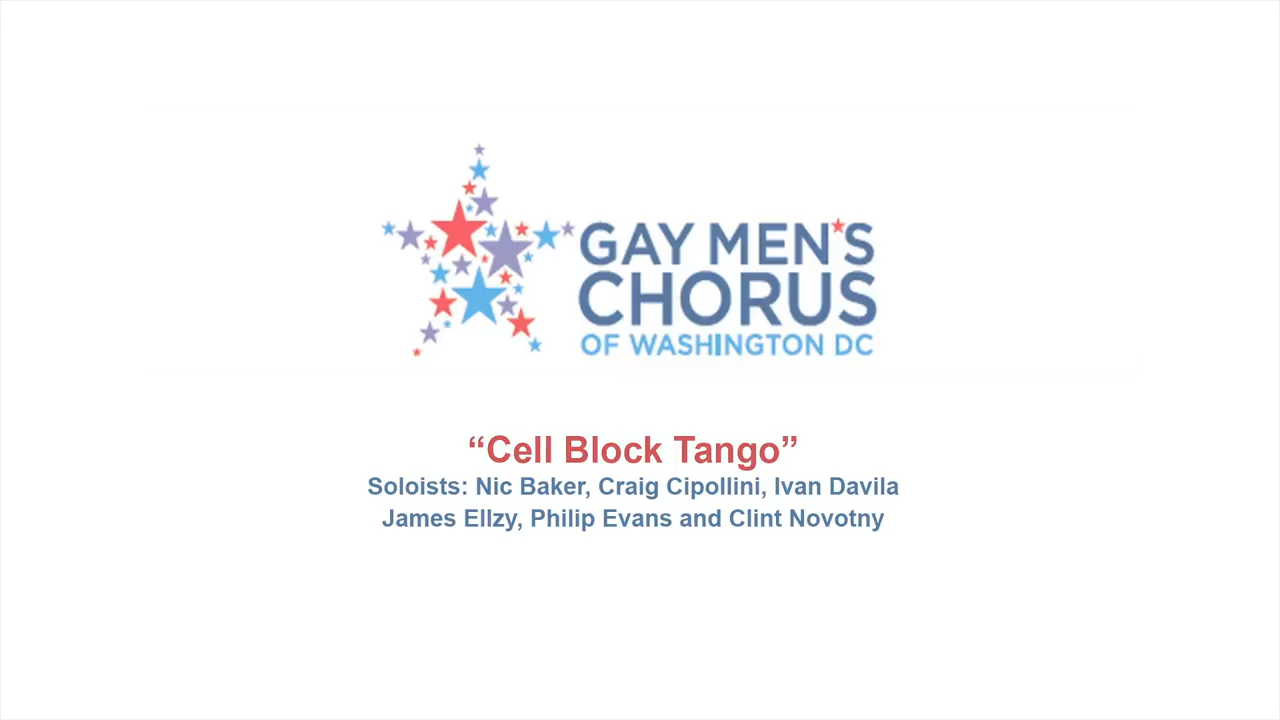 GAY MEN'S
CHORUS
OF WASHINGTON DC
“Cell Block Tango”
Soloists: Nic Baker, Craig Cipollini, Ivan Davila
James Ellzy, Philip Evans and Clint Novotny